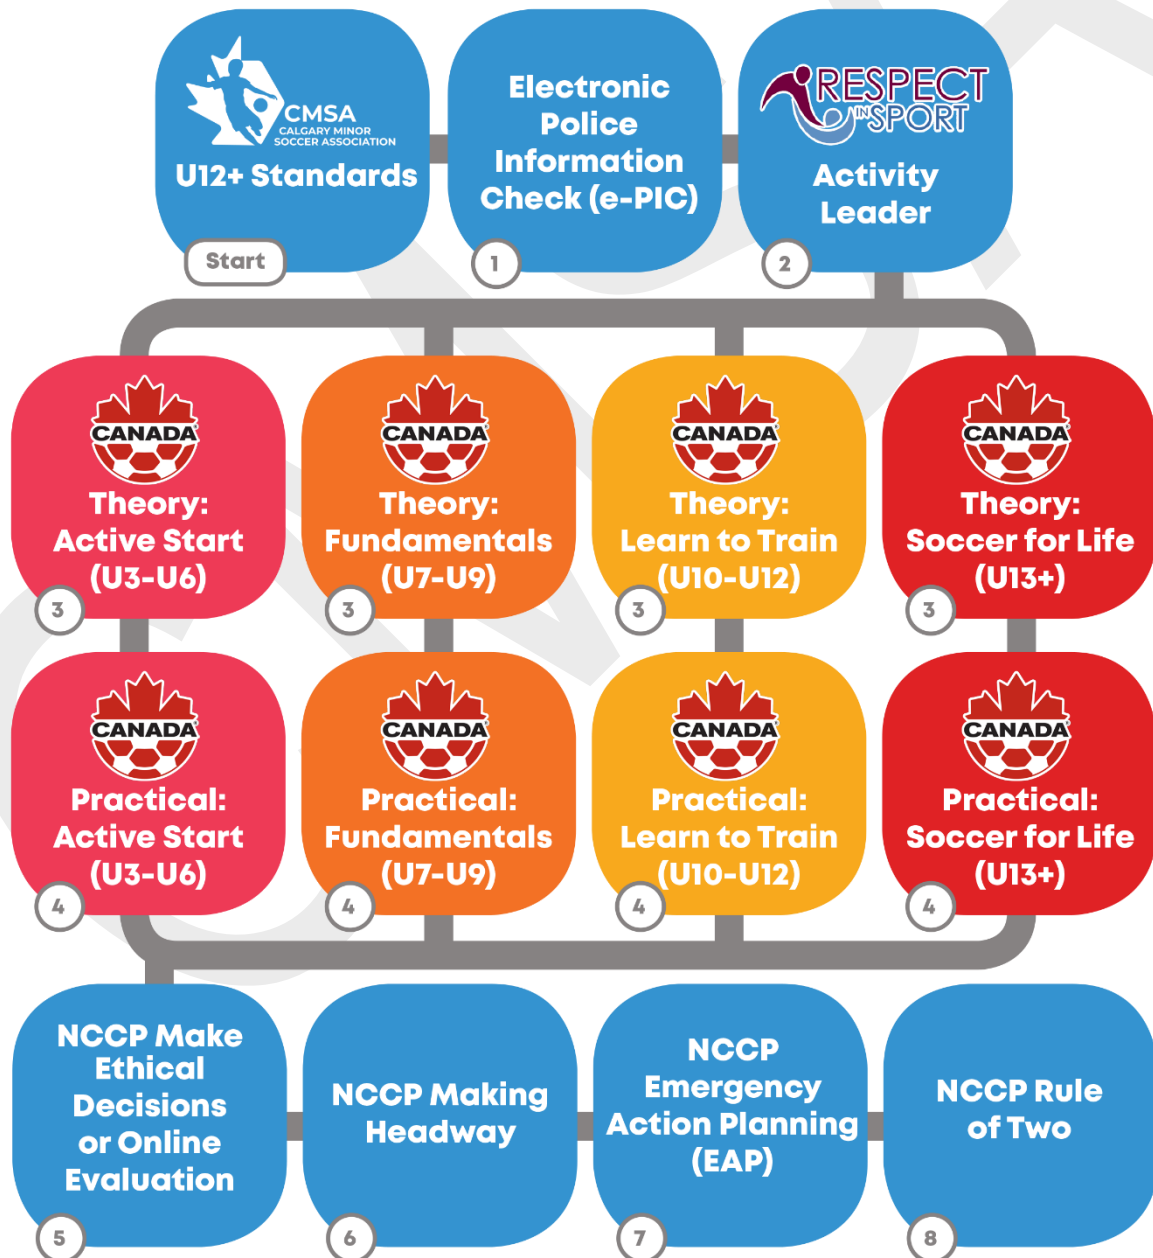 CMSA
CALGARY MINOR
SOCCER ASSOCIATION
U12+ Standards
Start
Electronic
Police
Information
Check (e-PIC)
1
RESPECT
IN SPORT
Activity
Leader
2
CANADA
Theory:
Active Start
(U3-U6)
3
CANADA
Theory:
Fundamentals
(U7-U9)
3
CANADA
Theory:
Learn to Train
(U10-U12)
3
CANADA
Theory:
Soccer for Life
(U13+)
3
CANADA
Practical:
Active Start
(U3-U6)
4
CANADA
Practical:
Fundamentals
(U7-U9)
4
CANADA
Practical:
Learn to Train
(U10-U12)
4
CANADA
Practical:
Soccer for Life
(U13+)
4
NCCP Make
Ethical
Decisions
or Online
Evaluation
5
NCCP Making
Headway
6
NCCP
Emergency
Action Planning
(EAP)
7
NCCP Rule
of Two
8